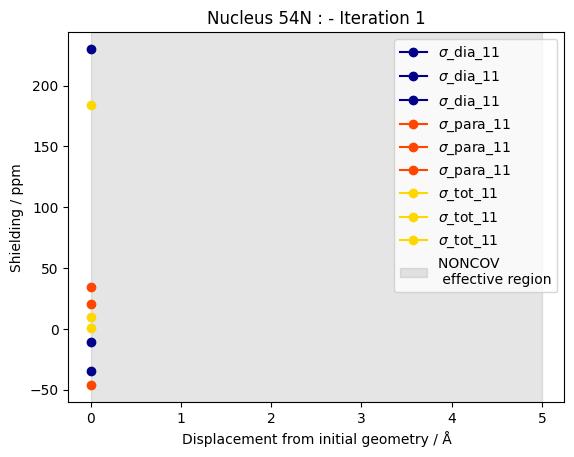 Nucleus 54N : - Iteration 1
Shielding / ppm
200
150
100
50
0
−50
σ_dia_11
σ_dia_11
σ_dia_11
σ_para_11
σ_para_11
σ_para_11
σ_tot_11
σ_tot_11
σ_tot_11
NONCOV
effective region
0 1 2 3 4 5
Displacement from initial geometry / Å